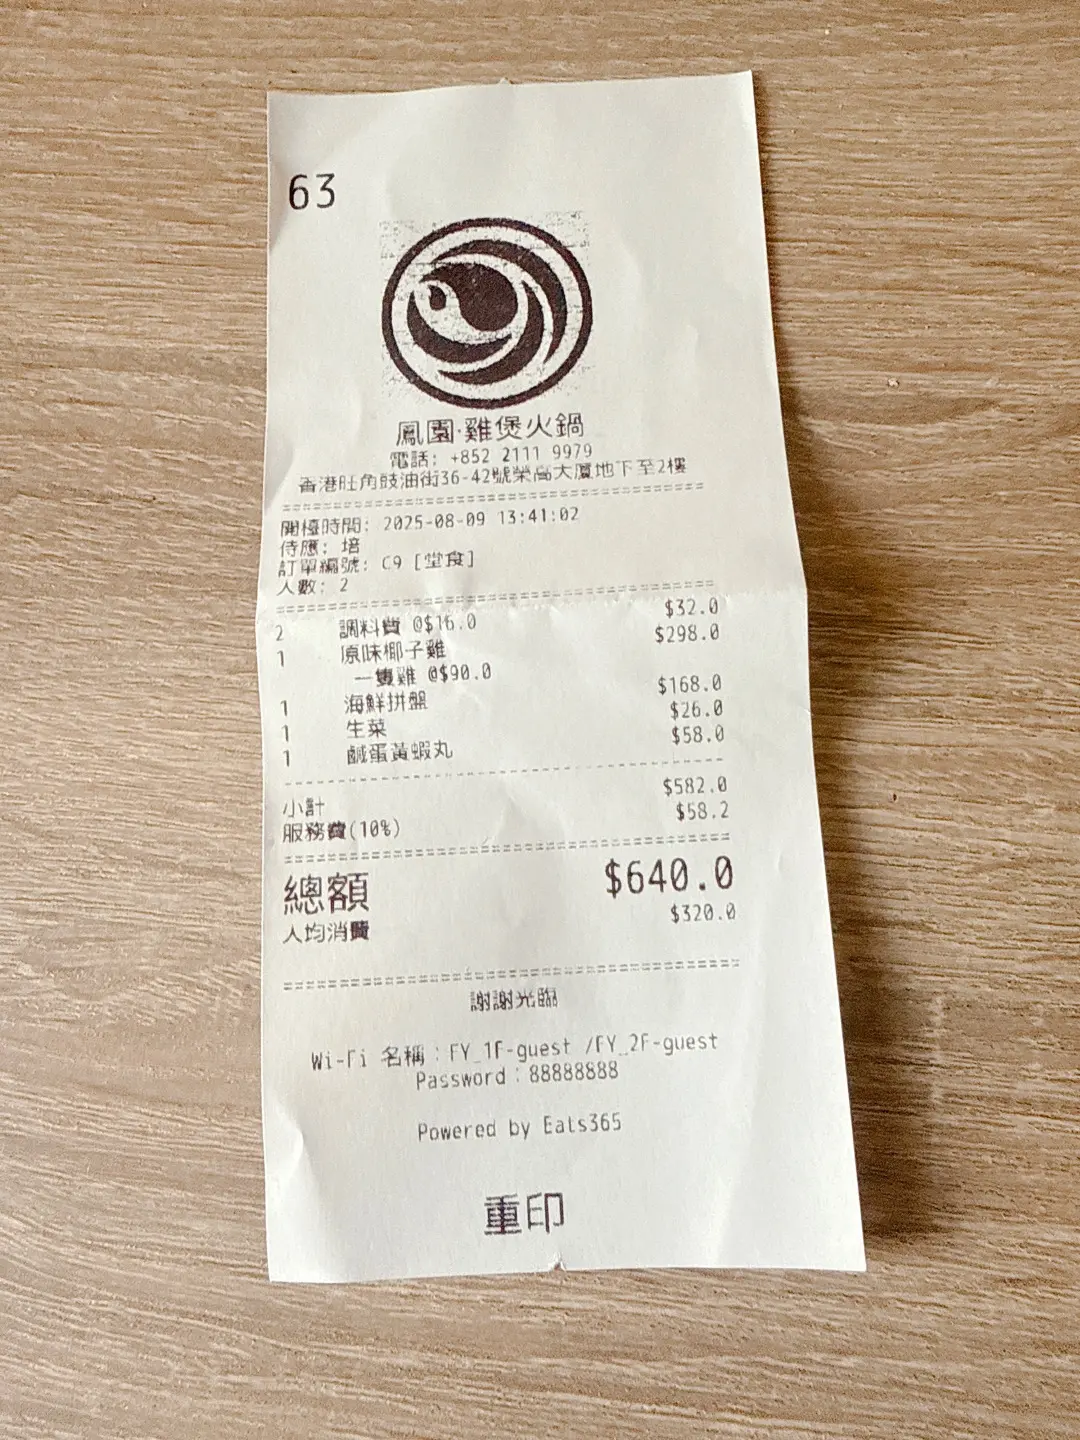 63
鳳園·雞煲火鍋
電話: +852 2111 9979
香港旺角豉油街36-42號榮高大廈地下至2樓
開檯時間: 2025-08-09 13:41:02
侍應: 培
訂單編號: C9 [堂食]
人數: 2
2 調料費 @$16.0 $32.0
1 原味椰子雞 $298.0
一隻雞 @$90.0
1 海鮮拼盤 $168.0
1 生菜 $26.0
1 鹹蛋黃蝦丸 $58.0
小計 $582.0
服務費(10%) $58.2
總額 $640.0
人均消費 $320.0
謝謝光臨
Wi-Fi 名稱：FY_1F-guest /FY_2F-guest
Password：88888888
Powered by Eats365
重印